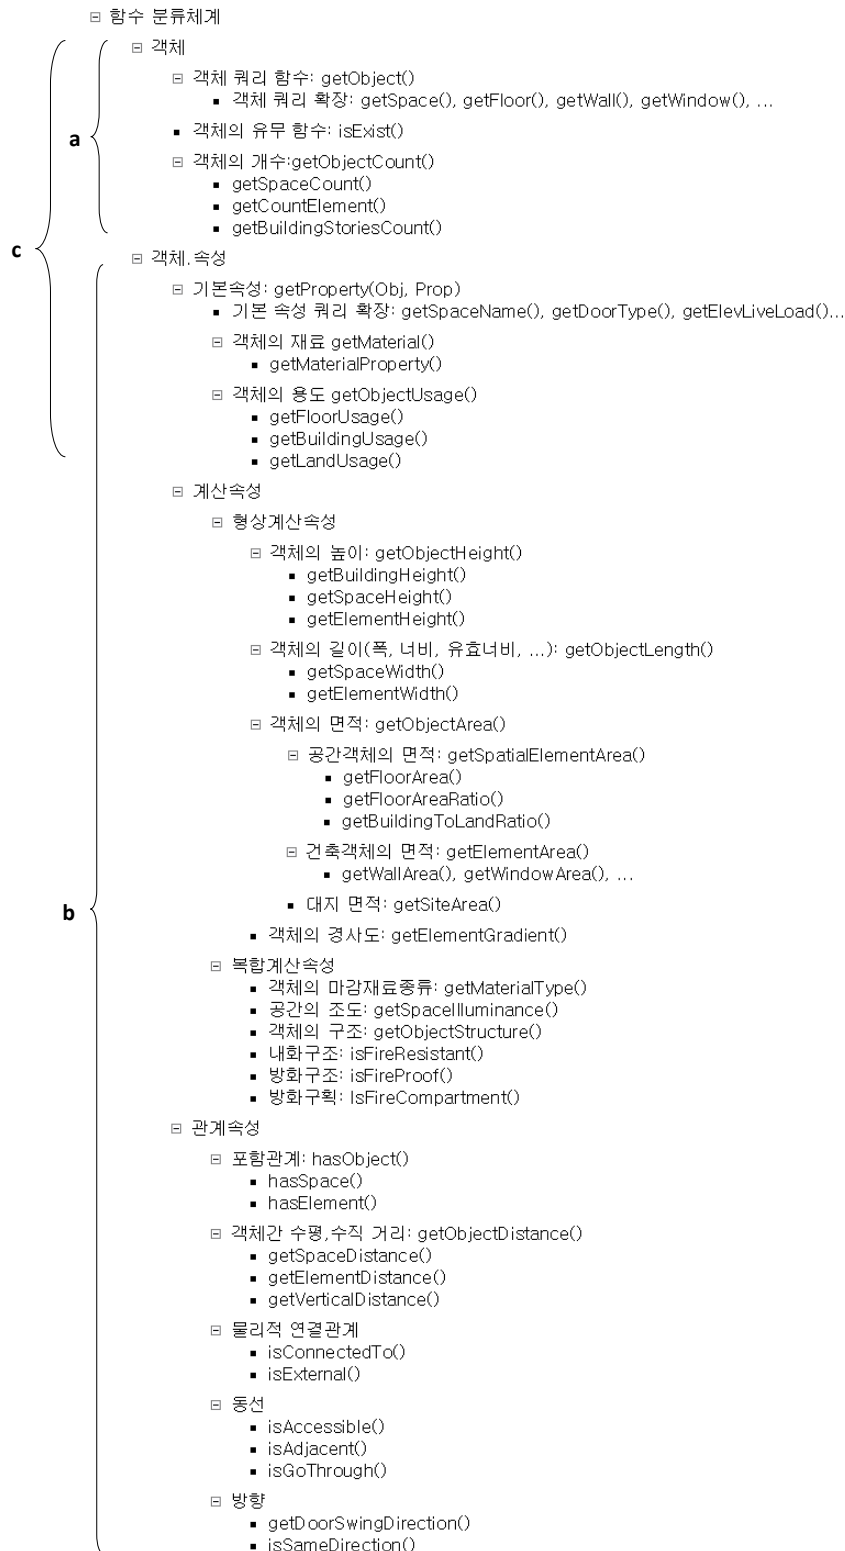 함수 분류체계
객체
객체 쿼리 함수: getObject()
객체 쿼리 확장: getSpace(), getFloor(), getWall(), getWindow(), ...
객체의 유무 함수: isExist()
a
객체의 개수:getObjectCount()
getSpaceCount()
getCountElement()
getBuildingStoriesCount()
c
객체.속성
기본속성: getProperty(Obj, Prop)
기본 속성 쿼리 확장: getSpaceName(), getDoorType(), getElevLiveLoad()...
객체의 재료 getMaterial()
getMaterialProperty()
객체의 용도 getObjectUsage()
getFloorUsage()
getBuildingUsage()
getLandUsage()
계산속성
형상계산속성
객체의 높이: getObjectHeight()
getBuildingHeight()
getSpaceHeight()
getElementHeight()
객체의 길이(폭, 너비, 유효너비, ...): getObjectLength()
getSpaceWidth()
getElementWidth()
객체의 면적: getObjectArea()
공간객체의 면적: getSpatialElementArea()
getFloorArea()
getFloorAreaRatio()
getBuildingToLandRatio()
건축객체의 면적: getElementArea()
getWallArea(), getWindowArea(), ...
대지 면적: getSiteArea()
b
객체의 경사도: getElementGradient()
복합계산속성
객체의 마감재료종류: getMaterialType()
공간의 조도: getSpaceIlluminance()
객체의 구조: getObjectStructure()
내화구조: isFireResistant()
방화구조: isFireProof()
방화구획: IsFireCompartment()
관계속성
포함관계: hasObject()
hasSpace()
hasElement()
객체간 수평,수직 거리: getObjectDistance()
getSpaceDistance()
getElementDistance()
getVerticalDistance()
물리적 연결관계
isConnectedTo()
isExternal()
동선
isAccessible()
isAdjacent()
isGoThrough()
방향
getDoorSwingDirection()
isSameDirection()